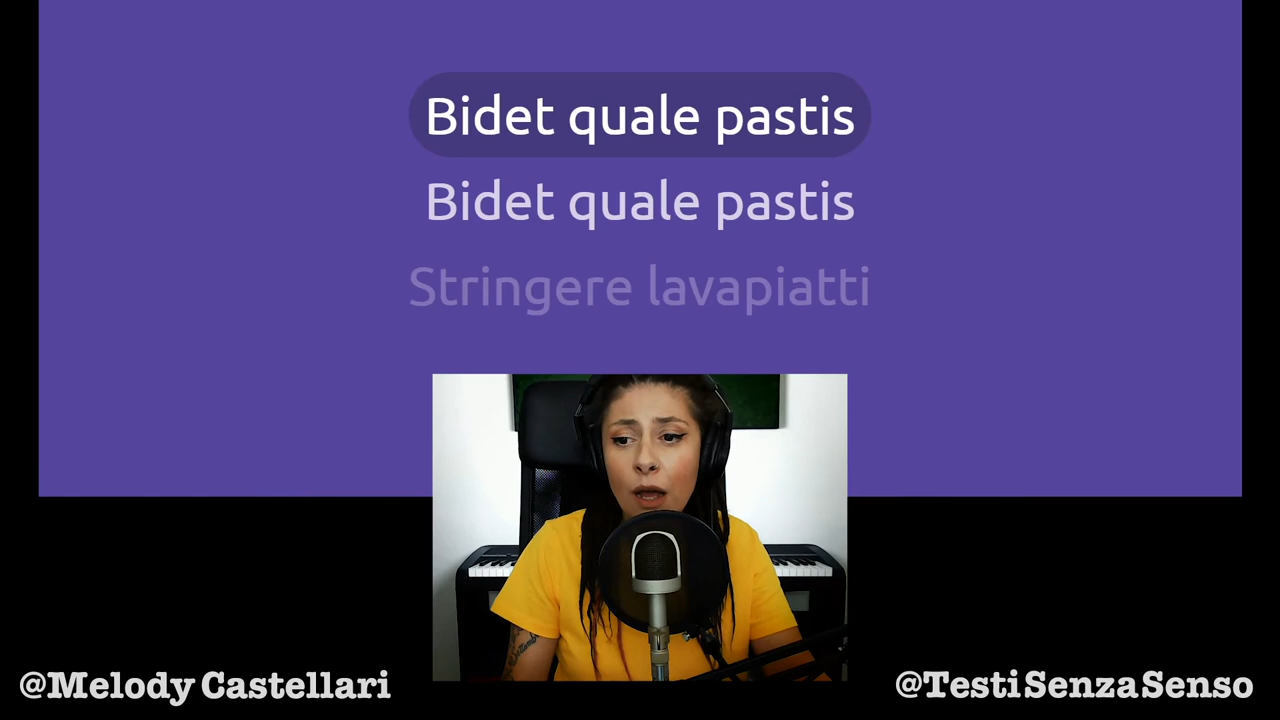 Bidet quale pastis
Bidet quale pastis
Stringere lavapiatti
@Melody Castellari
@TestiSenzaSenso